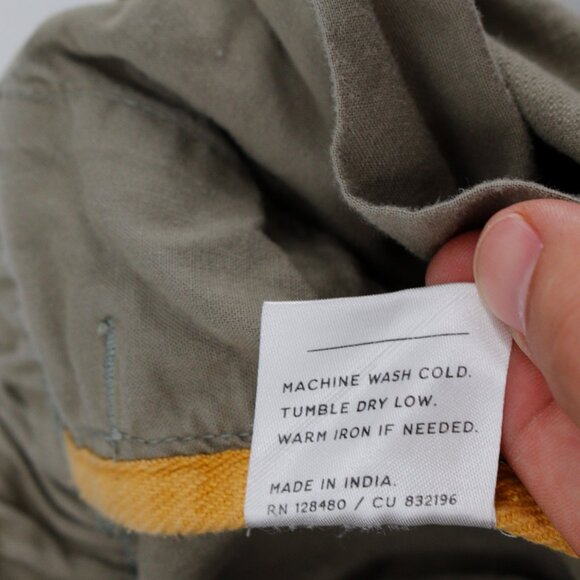 MACHINE WASH COLD.
TUMBLE DRY LOW.
WARM IRON IF NEEDED.
MADE IN INDIA.
RN 128480 / CU 832196